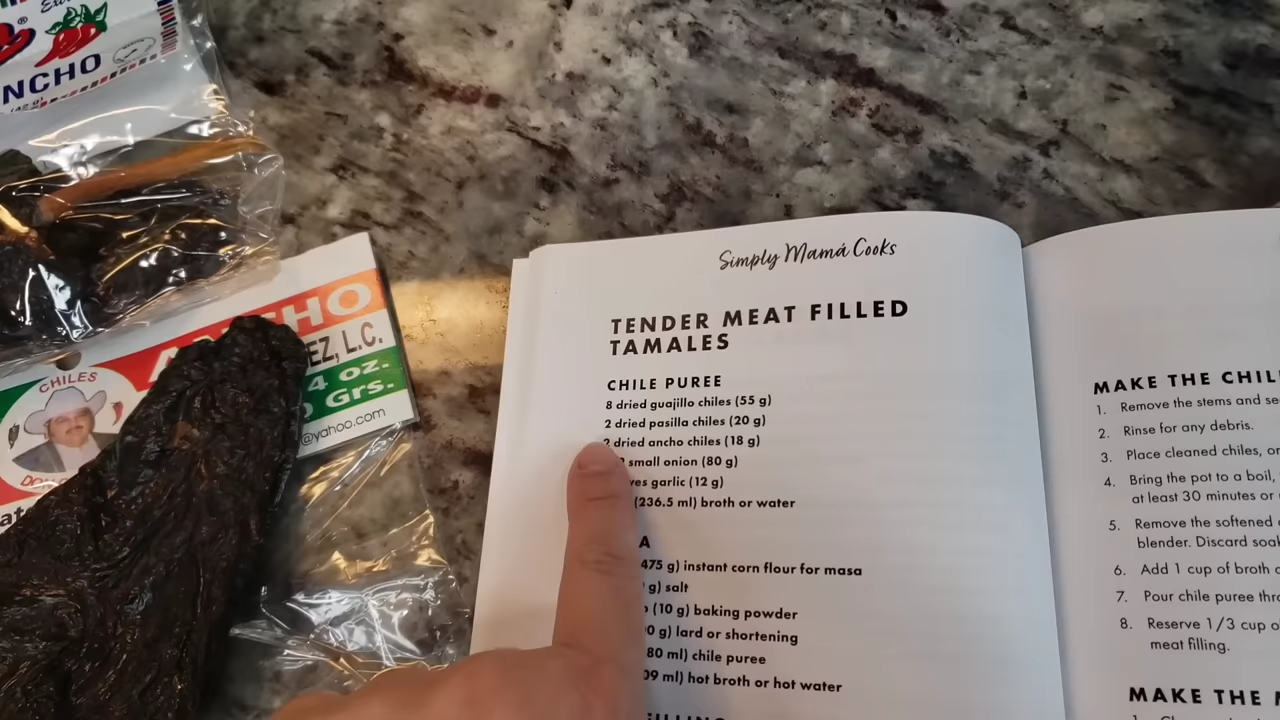 NCHO
ANCHO
EZ, L.C.
4 oz.
Grs.
@yahoo.com
CHILES
Simply Mamá Cooks
TENDER MEAT FILLED
TAMALES
CHILE PUREE
8 dried guajillo chiles (55 g)
2 dried pasilla chiles (20 g)
2 dried ancho chiles (18 g)
small onion (80 g)
garlic (12 g)
(236.5 ml) broth or water
475 g) instant corn flour for masa
g) salt
(10 g) baking powder
0 g) lard or shortening
80 ml) chile puree
09 ml) hot broth or hot water
MAKE THE CHIL
1. Remove the stems and se
2. Rinse for any debris.
3. Place cleaned chiles, o
4. Bring the pot to a boil,
at least 30 minutes or
5. Remove the softened
blender. Discard soa
6. Add 1 cup of broth
7. Pour chile puree thr
8. Reserve 1/3 cup o
meat filling.
MAKE THE